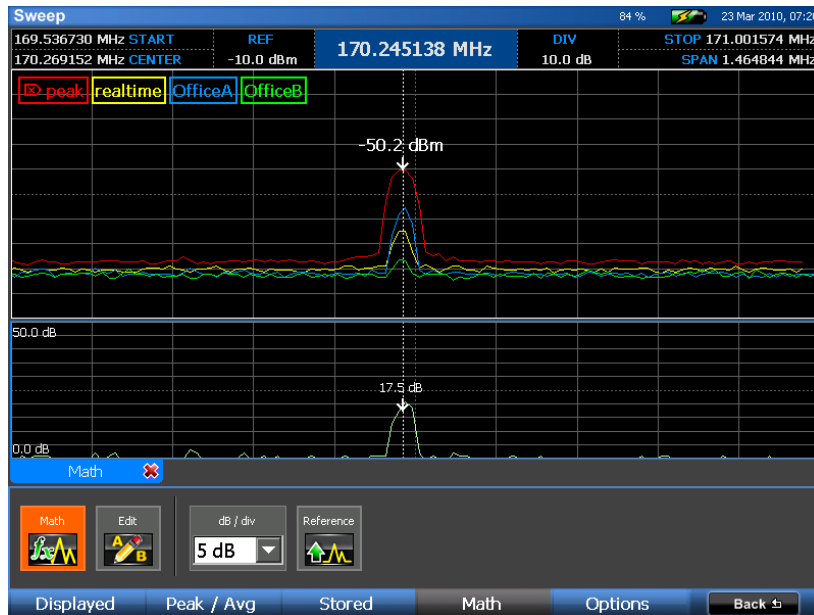 Sweep 84 % 23 Mar 2010, 07:20
169.536730 MHz START REF 170.245138 MHz DIV STOP 171.001574 MHz
170.269152 MHz CENTER -10.0 dBm 10.0 dB SPAN 1.464844 MHz
peak realtime OfficeA OfficeB
-50.2 dBm
50.0 dB
17.5 dB
0.0 dB
Math
Math Edit dB / div Reference
fx A B 5 dB
Displayed Peak / Avg Stored Math Options Back